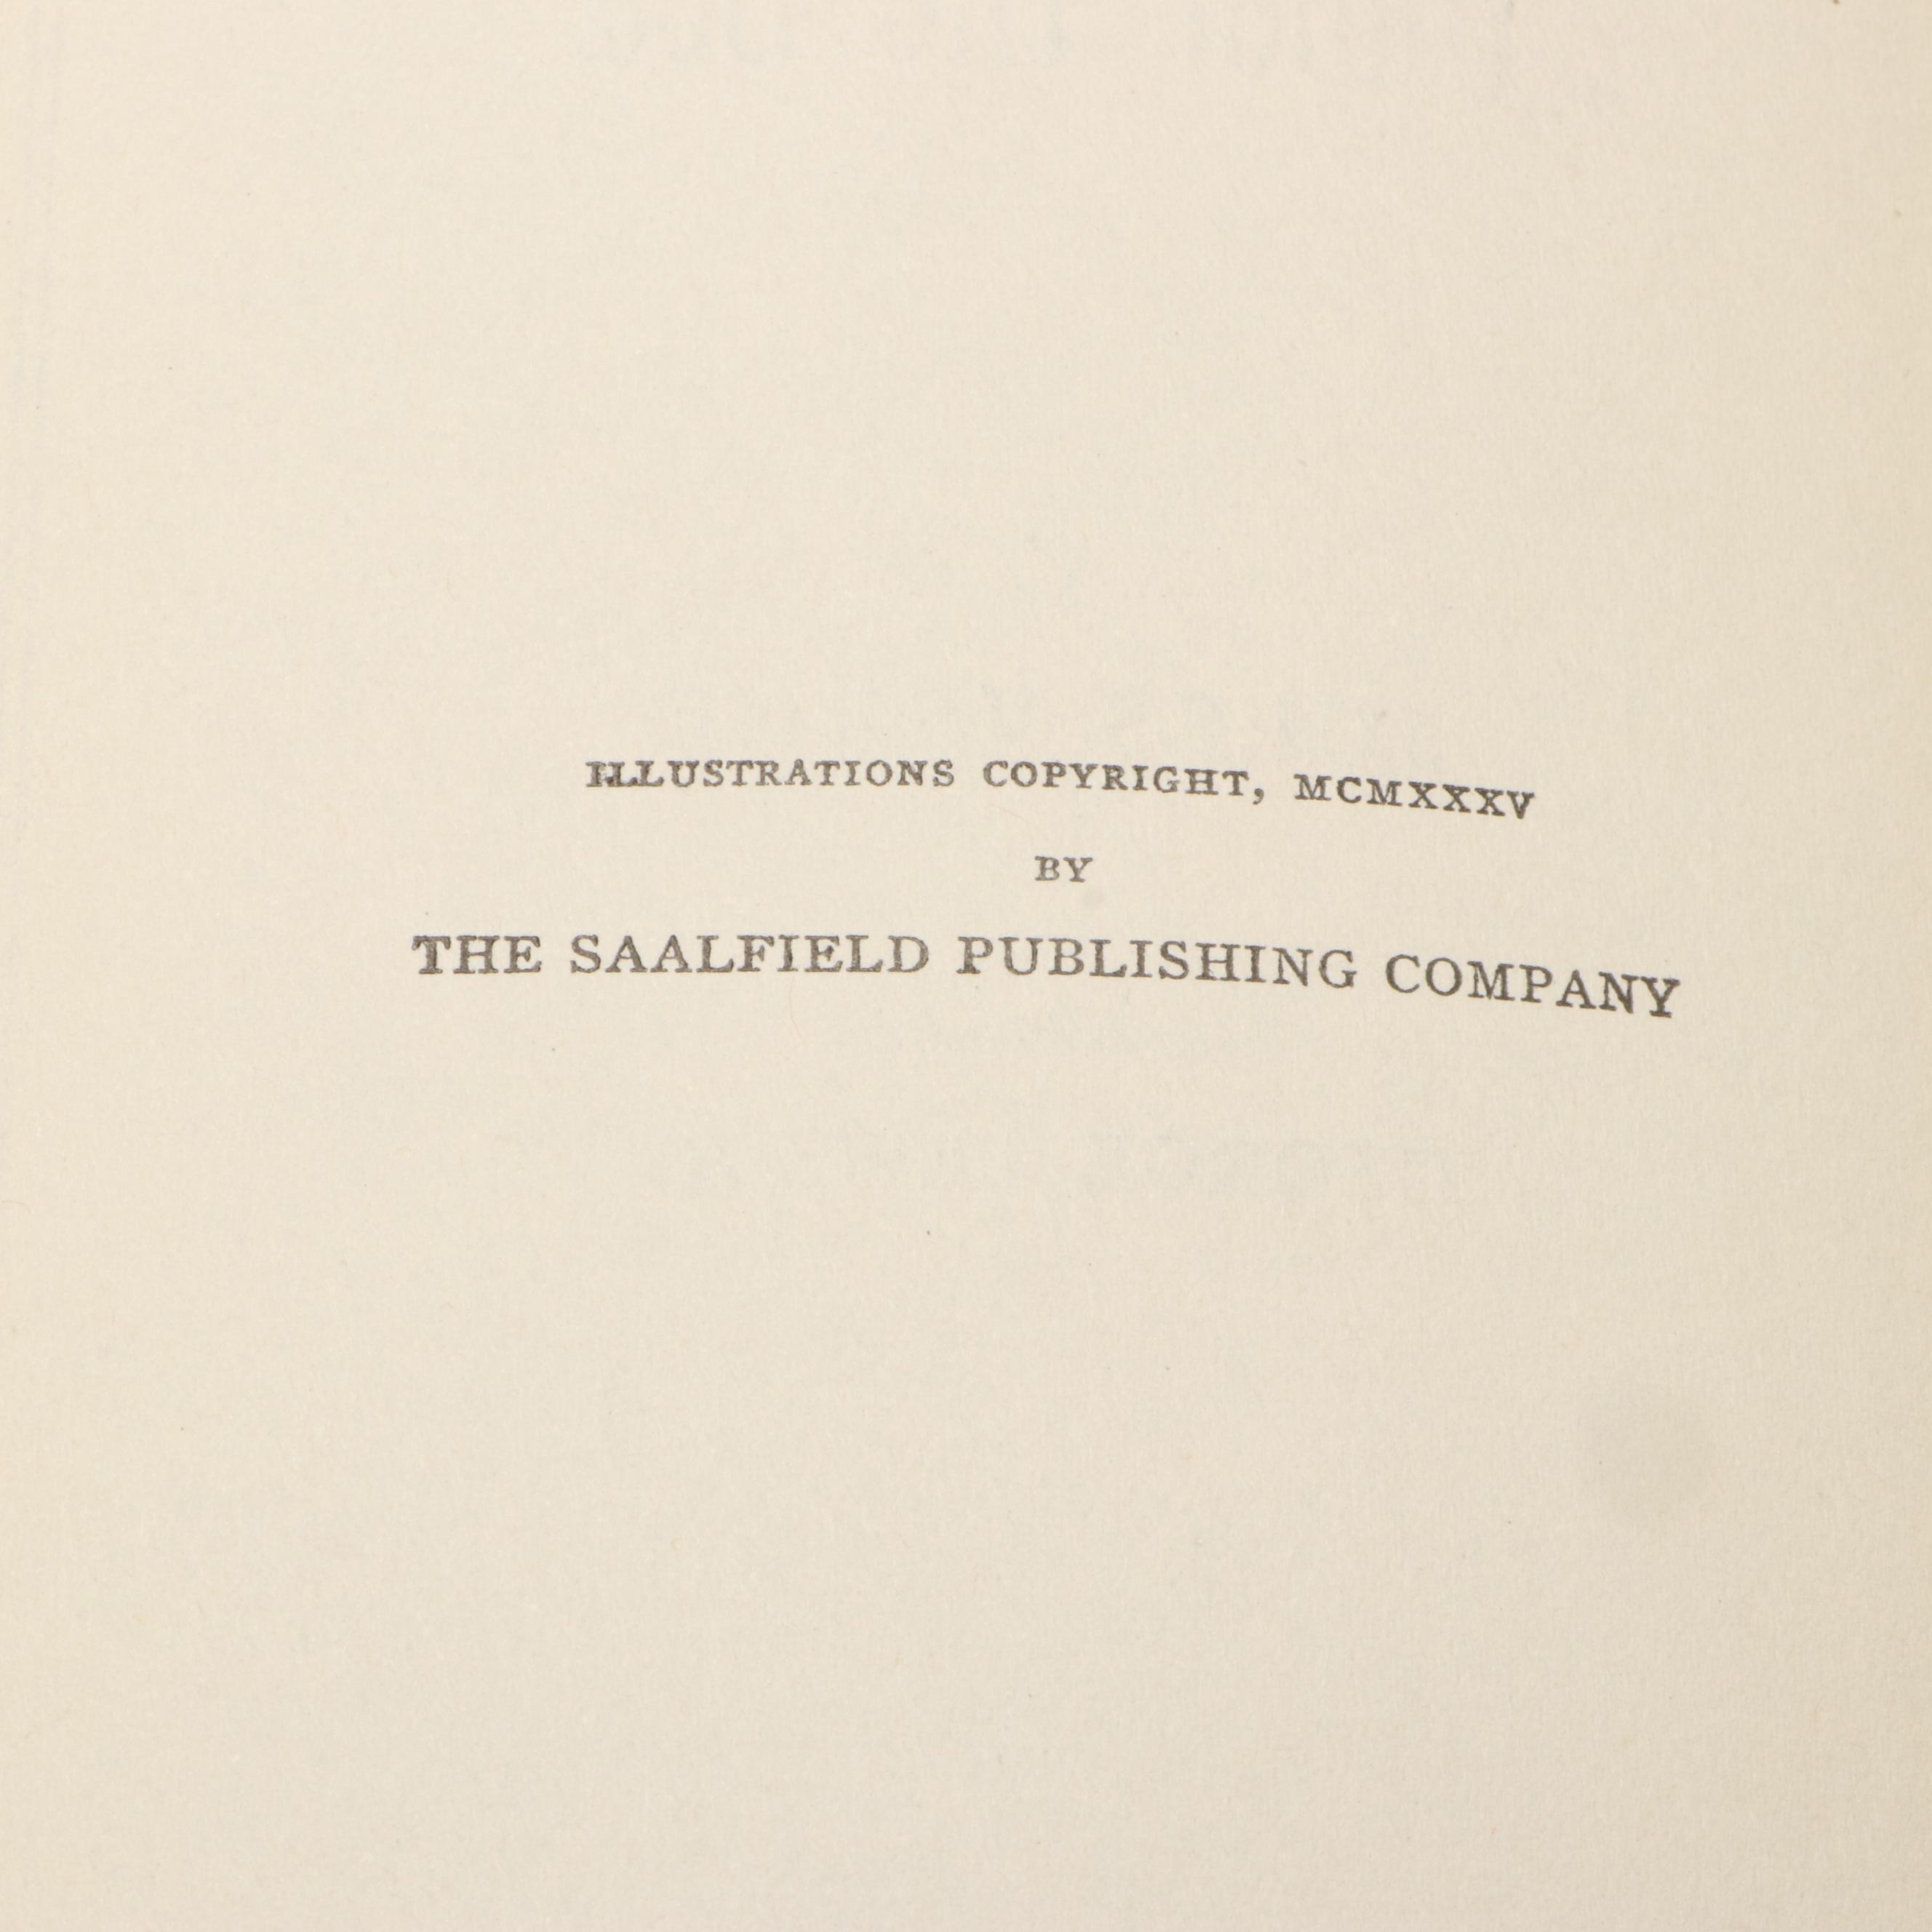 ILLUSTRATIONS COPYRIGHT, MCMXXXV
BY
THE SAALFIELD PUBLISHING COMPANY